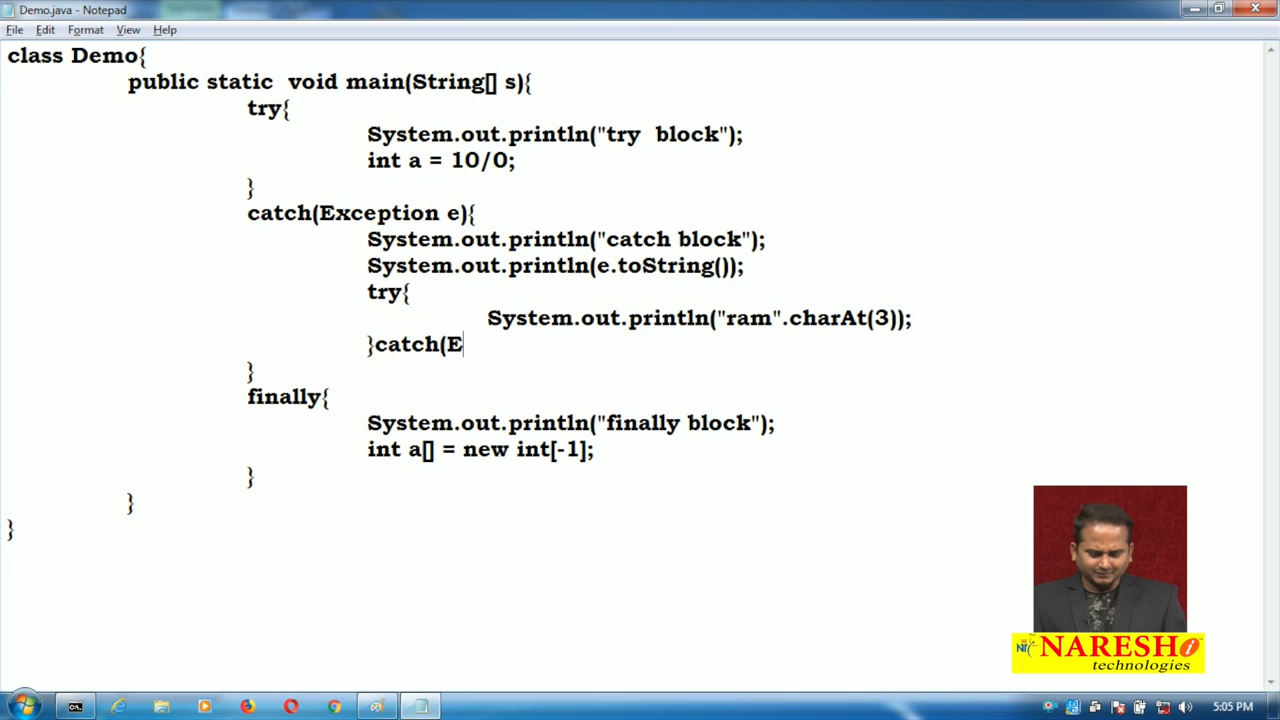 Demo.java - Notepad
File Edit Format View Help
class Demo{
public static  void main(String[] s){
try{
System.out.println("try  block");
int a = 10/0;
}
catch(Exception e){
System.out.println("catch block");
System.out.println(e.toString());
try{
System.out.println("ram".charAt(3));
}catch(E
}
finally{
System.out.println("finally block");
int a[] = new int[-1];
}
}
}
NARESH i
technologies
5:05 PM